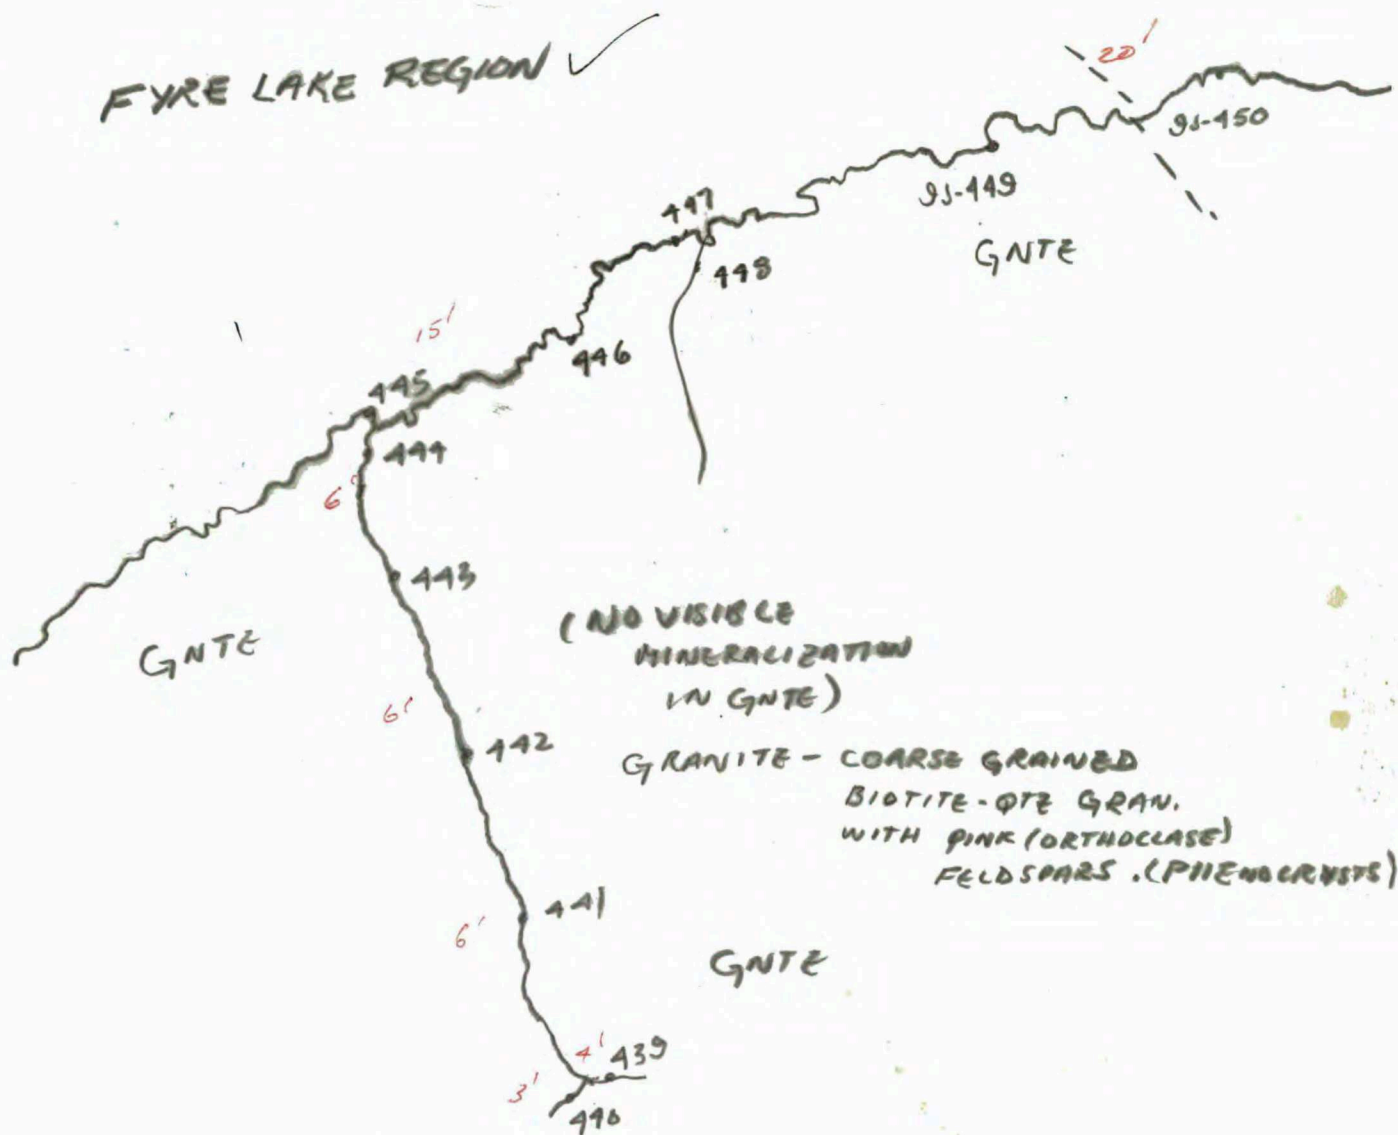 FYRE LAKE REGION ✓
20'
9J-450
9J-449
GNTE
447
448
15'
446
445
444
6'
443
GNTE
(NO VISIBLE
MINERALIZATION
IN GNTE)
6'
442
GRANITE - COARSE GRAINED
BIOTITE-QTZ GRAN.
WITH PINK (ORTHOCLASE)
FELDSPARS. (PHENOCRYSTS)
441
6'
GNTE
4'
439
3'
440